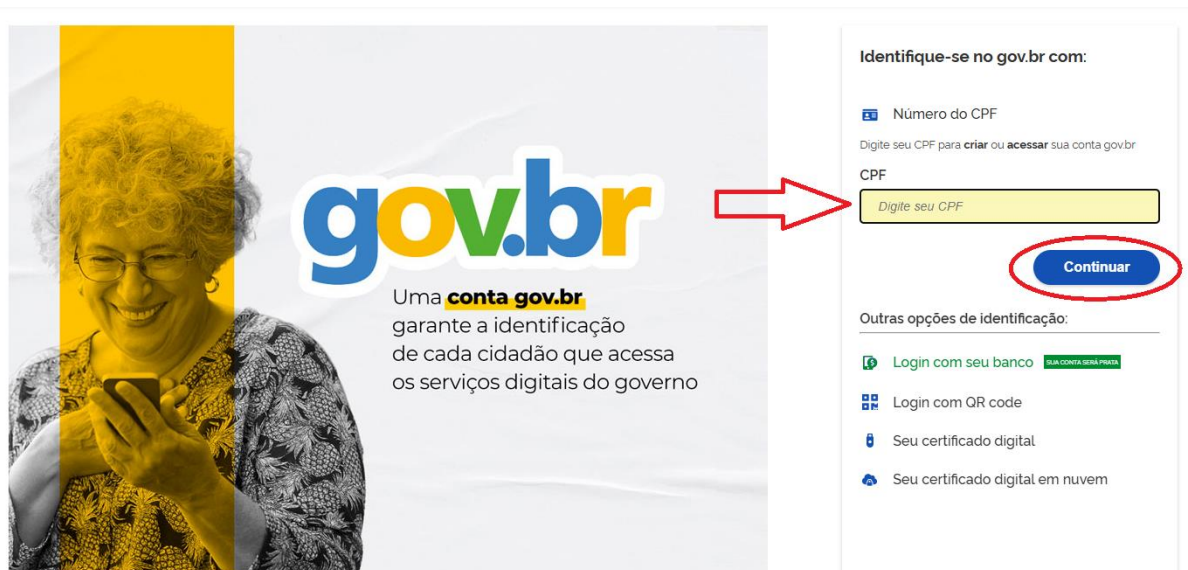 gov.br
Uma conta gov.br
garante a identificação
de cada cidadão que acessa
os serviços digitais do governo
Identifique-se no gov.br com:
Número do CPF
Digite seu CPF para criar ou acessar sua conta gov.br
CPF
Digite seu CPF
Continuar
Outras opções de identificação:
Login com seu banco SUA CONTA SERÁ PRATA
Login com QR code
Seu certificado digital
Seu certificado digital em nuvem